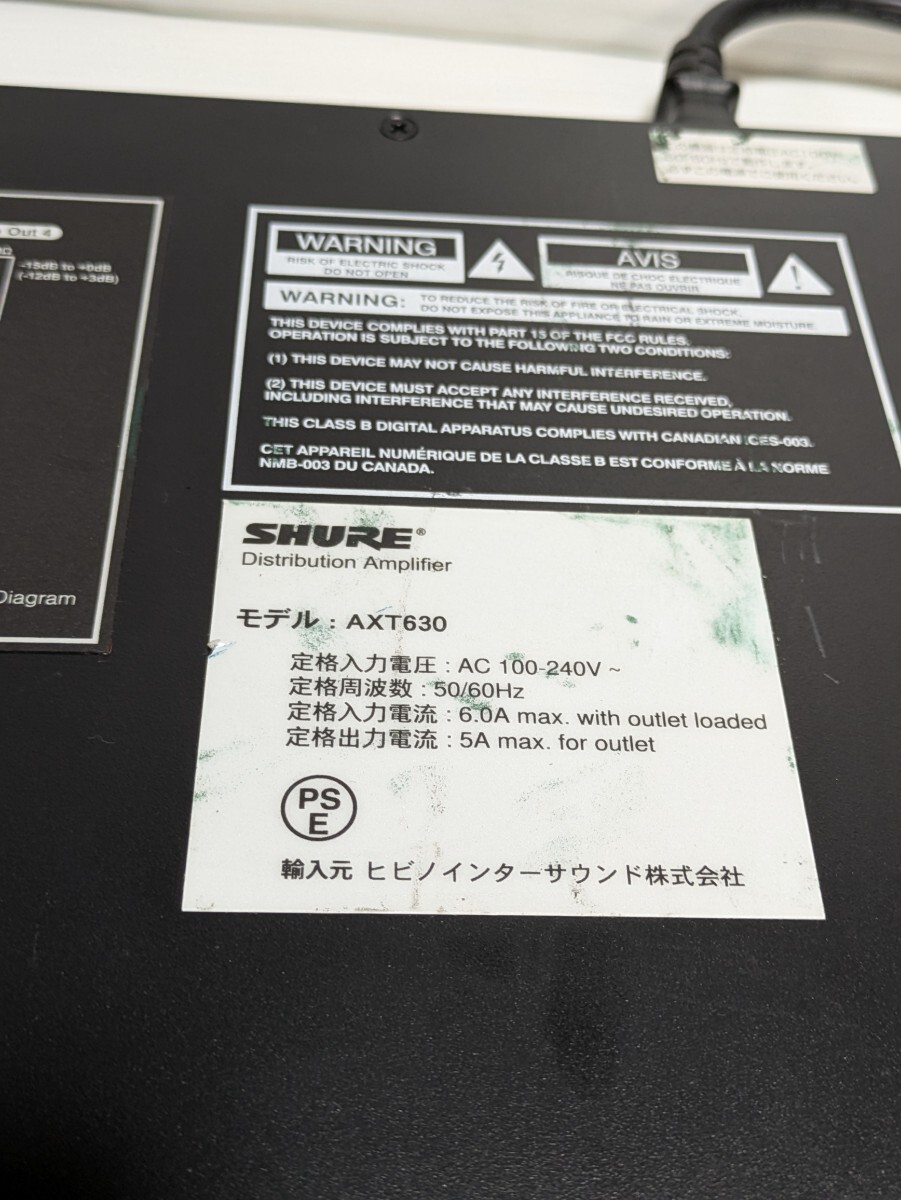 Out 4
-15dB to +0dB
(-12dB to +3dB)
Diagram
WARNING
RISK OF ELECTRIC SHOCK
DO NOT OPEN
AVIS
RISQUE DE CHOC ELECTRIQUE
NE PAS OUVRIR
WARNING: TO REDUCE THE RISK OF FIRE OR ELECTRICAL SHOCK,
DO NOT EXPOSE THIS APPLIANCE TO RAIN OR EXTREME MOISTURE.
THIS DEVICE COMPLIES WITH PART 15 OF THE FCC RULES.
OPERATION IS SUBJECT TO THE FOLLOWING TWO CONDITIONS:
(1) THIS DEVICE MAY NOT CAUSE HARMFUL INTERFERENCE.
(2) THIS DEVICE MUST ACCEPT ANY INTERFERENCE RECEIVED,
INCLUDING INTERFERENCE THAT MAY CAUSE UNDESIRED OPERATION.
THIS CLASS B DIGITAL APPARATUS COMPLIES WITH CANADIAN ICES-003.
CET APPAREIL NUMÉRIQUE DE LA CLASSE B EST CONFORME À LA NORME
NMB-003 DU CANADA.
SHURE®
Distribution Amplifier
モデル : AXT630
定格入力電圧 : AC 100-240V ~
定格周波数 : 50/60Hz
定格入力電流 : 6.0A max. with outlet loaded
定格出力電流 : 5A max. for outlet
PS
E
輸入元 ヒビノインターサウンド株式会社